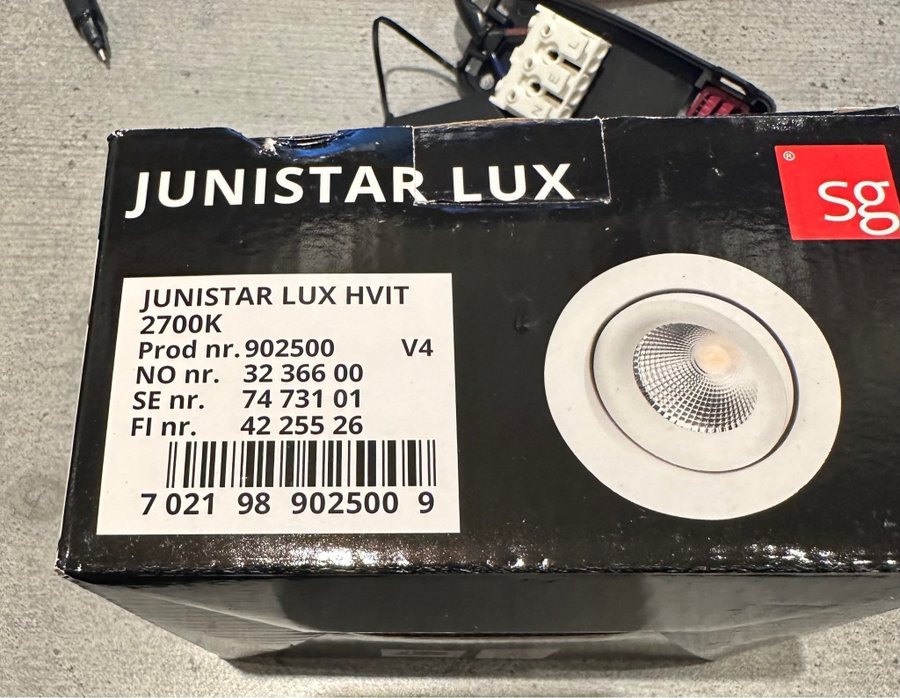 JUNISTAR LUX
® sg
JUNISTAR LUX HVIT
2700K
Prod nr. 902500 V4
NO nr. 32 366 00
SE nr. 74 731 01
FI nr. 42 255 26
7 021 98 902500 9